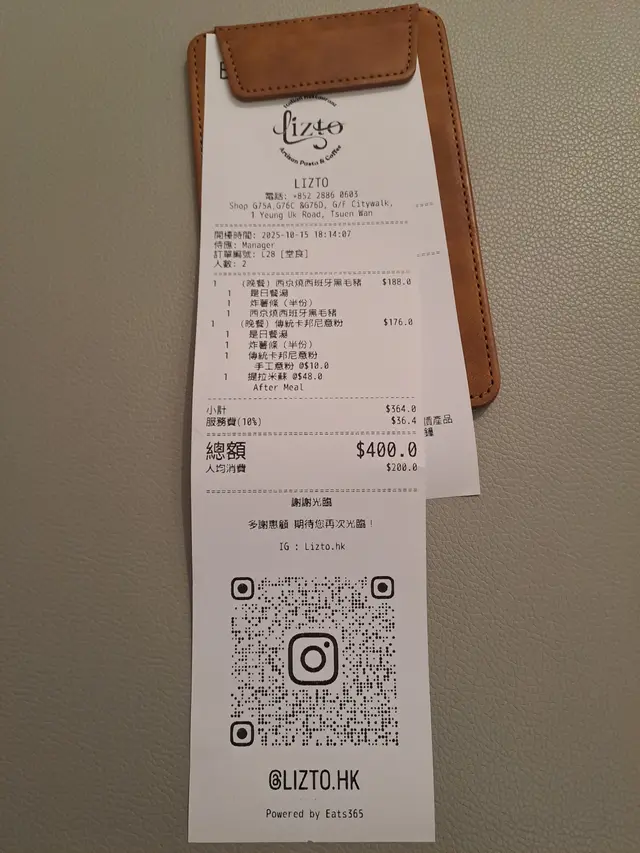 Lizto
Artisan Pasta & Coffee
LIZTO
電話: +852 2886 0603
Shop G75A,G76C &G76D, G/f Citywalk,
1 Yeung Uk Road, Tsuen Wan
開檯時間: 2025-10-15 18:14:07
侍應: Manager
訂單編號: L28 [堂食]
人數: 2
1 (晚餐) 西京燒西班牙黑毛豬 $188.0
1 是日餐湯
1 炸薯條 (半份)
1 西京燒西班牙黑毛豬
1 (晚餐) 傳統卡邦尼意粉 $176.0
1 是日餐湯
1 炸薯條 (半份)
1 傳統卡邦尼意粉
手工意粉 @$10.0
1 提拉米蘇 @$48.0
After Meal
小計 $364.0
服務費(10%) $36.4
總額 $400.0
人均消費 $200.0
謝謝光臨
多謝惠顧 期待您再次光臨！
IG : Lizto.hk
@LIZTO.HK
Powered by Eats365